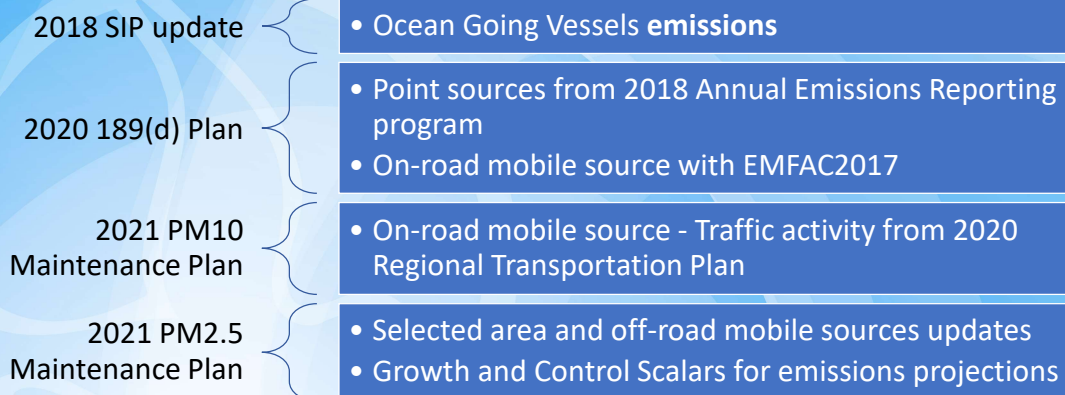 2018 SIP update
• Ocean Going Vessels emissions
2020 189(d) Plan
• Point sources from 2018 Annual Emissions Reporting
program
• On-road mobile source with EMFAC2017
2021 PM10
Maintenance Plan
• On-road mobile source - Traffic activity from 2020
Regional Transportation Plan
2021 PM2.5
Maintenance Plan
• Selected area and off-road mobile sources updates
• Growth and Control Scalars for emissions projections